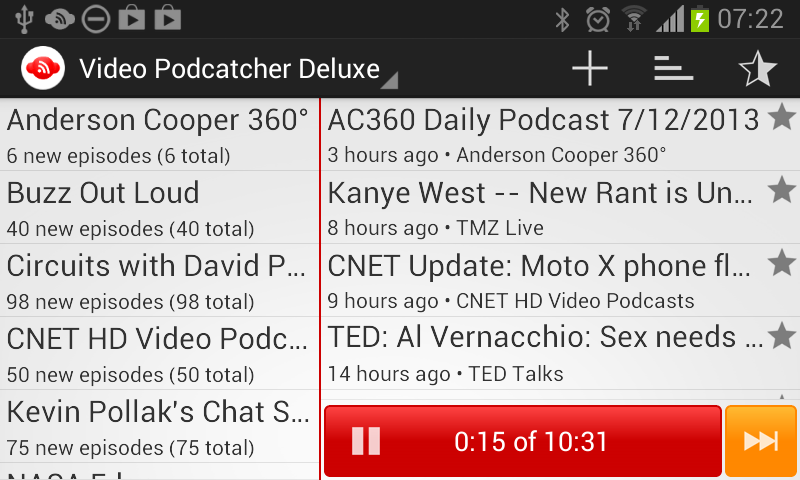 07:22
Video Podcatcher Deluxe
Anderson Cooper 360°
6 new episodes (6 total)
Buzz Out Loud
40 new episodes (40 total)
Circuits with David P...
98 new episodes (98 total)
CNET HD Video Podc...
50 new episodes (50 total)
Kevin Pollak's Chat S...
75 new episodes (75 total)
AC360 Daily Podcast 7/12/2013
3 hours ago • Anderson Cooper 360°
Kanye West -- New Rant is Un...
8 hours ago • TMZ Live
CNET Update: Moto X phone fl...
9 hours ago • CNET HD Video Podcasts
TED: Al Vernacchio: Sex needs ...
14 hours ago • TED Talks
0:15 of 10:31